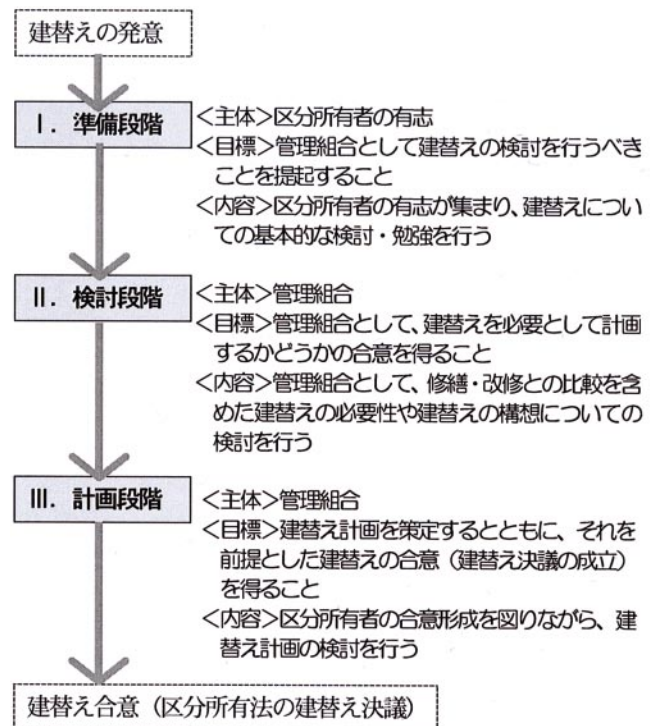 建替えの発意
Ⅰ. 準備段階
<主体>区分所有者の有志
<目標>管理組合として建替えの検討を行うべき
ことを提起すること
<内容>区分所有者の有志が集まり、建替えについ
ての基本的な検討・勉強を行う
Ⅱ. 検討段階
<主体>管理組合
<目標>管理組合として、建替えを必要として計画
するかどうかの合意を得ること
<内容>管理組合として、修繕・改修との比較を含
めた建替えの必要性や建替えの構想についての
検討を行う
Ⅲ. 計画段階
<主体>管理組合
<目標>建替え計画を策定するとともに、それを
前提とした建替えの合意（建替え決議の成立）
を得ること
<内容>区分所有者の合意形成を図りながら、建
替え計画の検討を行う
建替え合意（区分所有法の建替え決議）